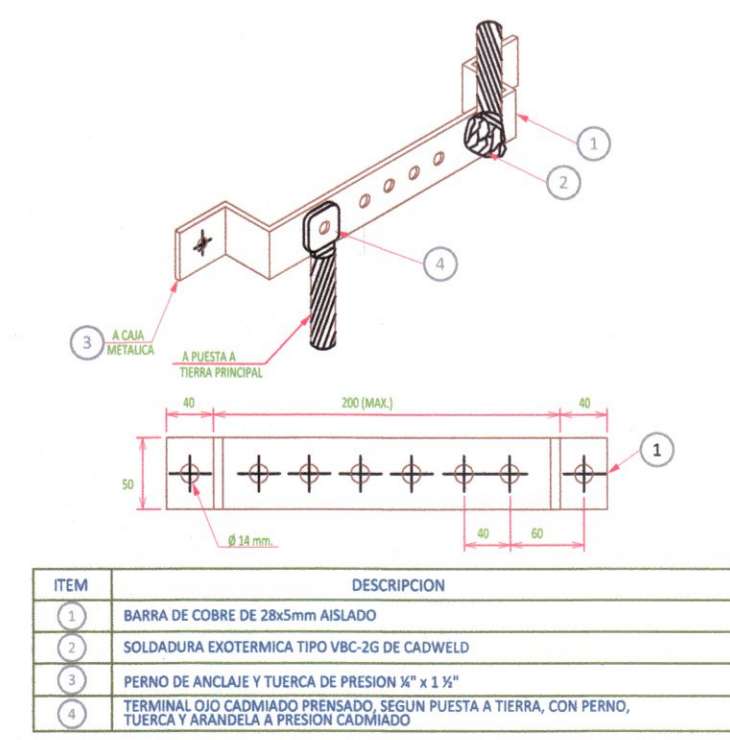 1
2
4
3
A CAJA
METALICA
A PUESTA A
TIERRA PRINCIPAL
40
200 (MAX.)
40
1
50
40
60
Ø 14 mm.
ITEM DESCRIPCION
1 BARRA DE COBRE DE 28x5mm AISLADO
2 SOLDADURA EXOTERMICA TIPO VBC-2G DE CADWELD
3 PERNO DE ANCLAJE Y TUERCA DE PRESION ¼" x 1 ½"
4 TERMINAL OJO CADMIADO PRENSADO, SEGUN PUESTA A TIERRA, CON PERNO,
TUERCA Y ARANDELA A PRESION CADMIADO